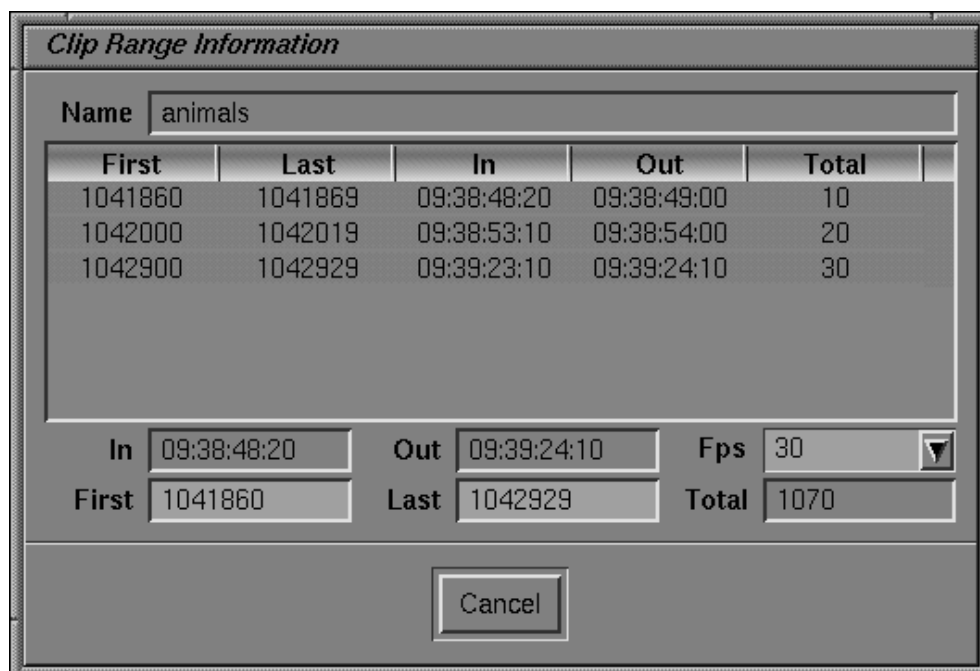 Clip Range Information
Name animals
First Last In Out Total
1041860 1041869 09:38:48:20 09:38:49:00 10
1042000 1042019 09:38:53:10 09:38:54:00 20
1042900 1042929 09:39:23:10 09:39:24:10 30
In 09:38:48:20 Out 09:39:24:10 Fps 30
First 1041860 Last 1042929 Total 1070
Cancel